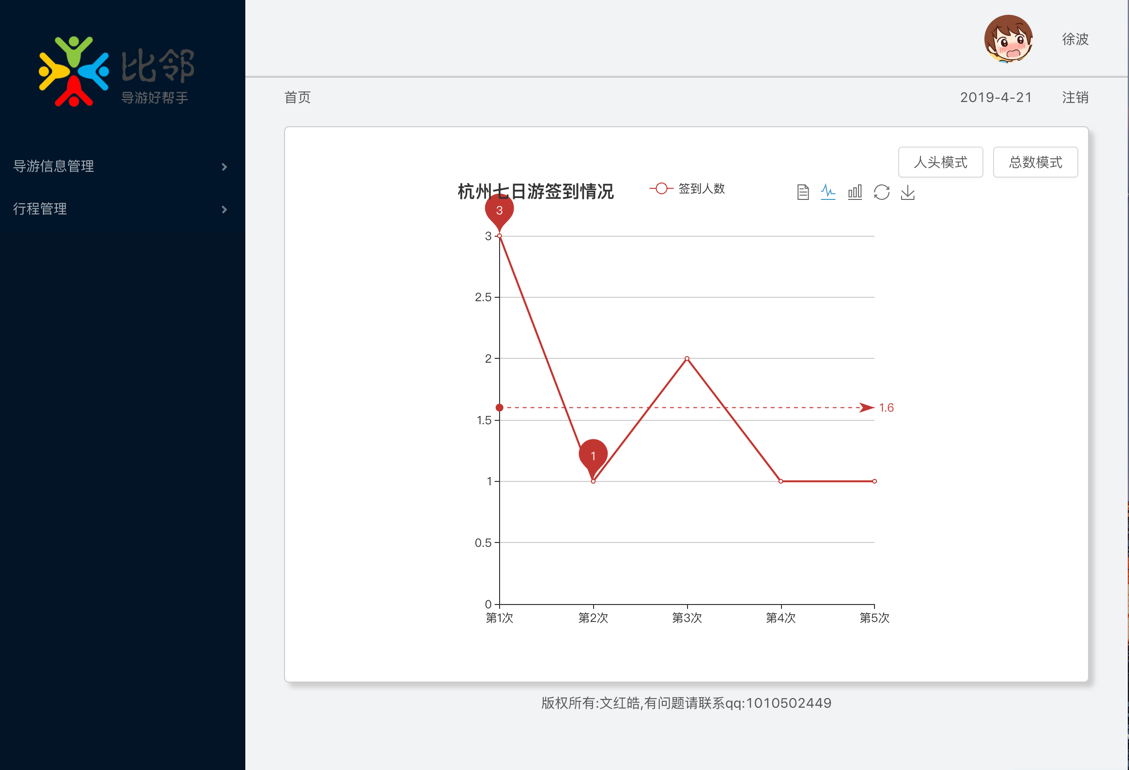 比邻
导游好帮手
导游信息管理
行程管理
徐波
首页
2019-4-21 注销
人头模式 总数模式
杭州七日游签到情况
签到人数
3
3
2.5
2
1.6
1.5
1
1
0.5
0
第1次 第2次 第3次 第4次 第5次
版权所有:文红皓,有问题请联系qq:1010502449